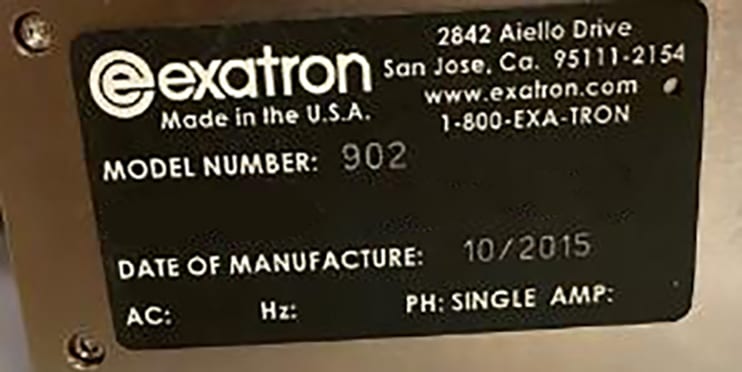 exatron
Made in the U.S.A.
2842 Aiello Drive
San Jose, Ca. 95111-2154
www.exatron.com
1-800-EXA-TRON
MODEL NUMBER: 902
DATE OF MANUFACTURE: 10/2015
AC: Hz: PH: SINGLE AMP: